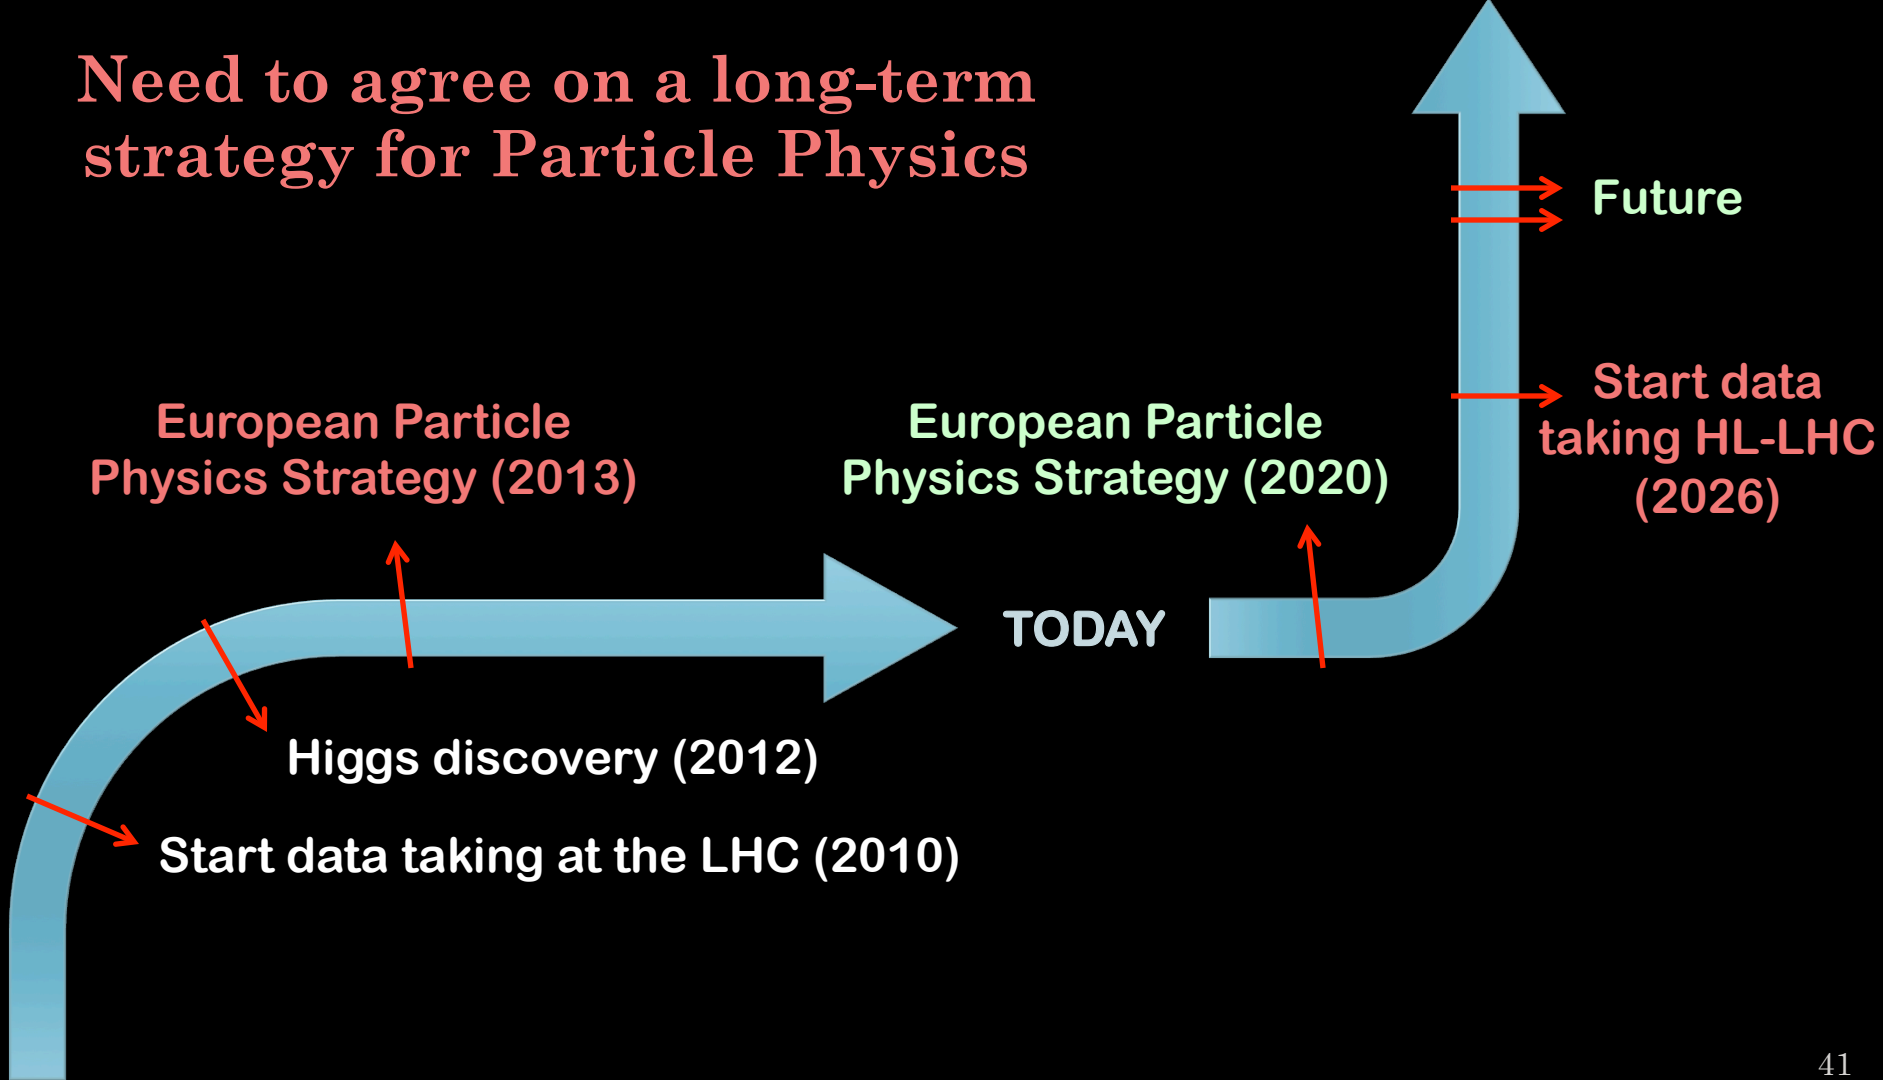 Need to agree on a long-term
strategy for Particle Physics
Future
Start data
taking HL-LHC
(2026)
European Particle
Physics Strategy (2013)
European Particle
Physics Strategy (2020)
TODAY
Higgs discovery (2012)
Start data taking at the LHC (2010)
41